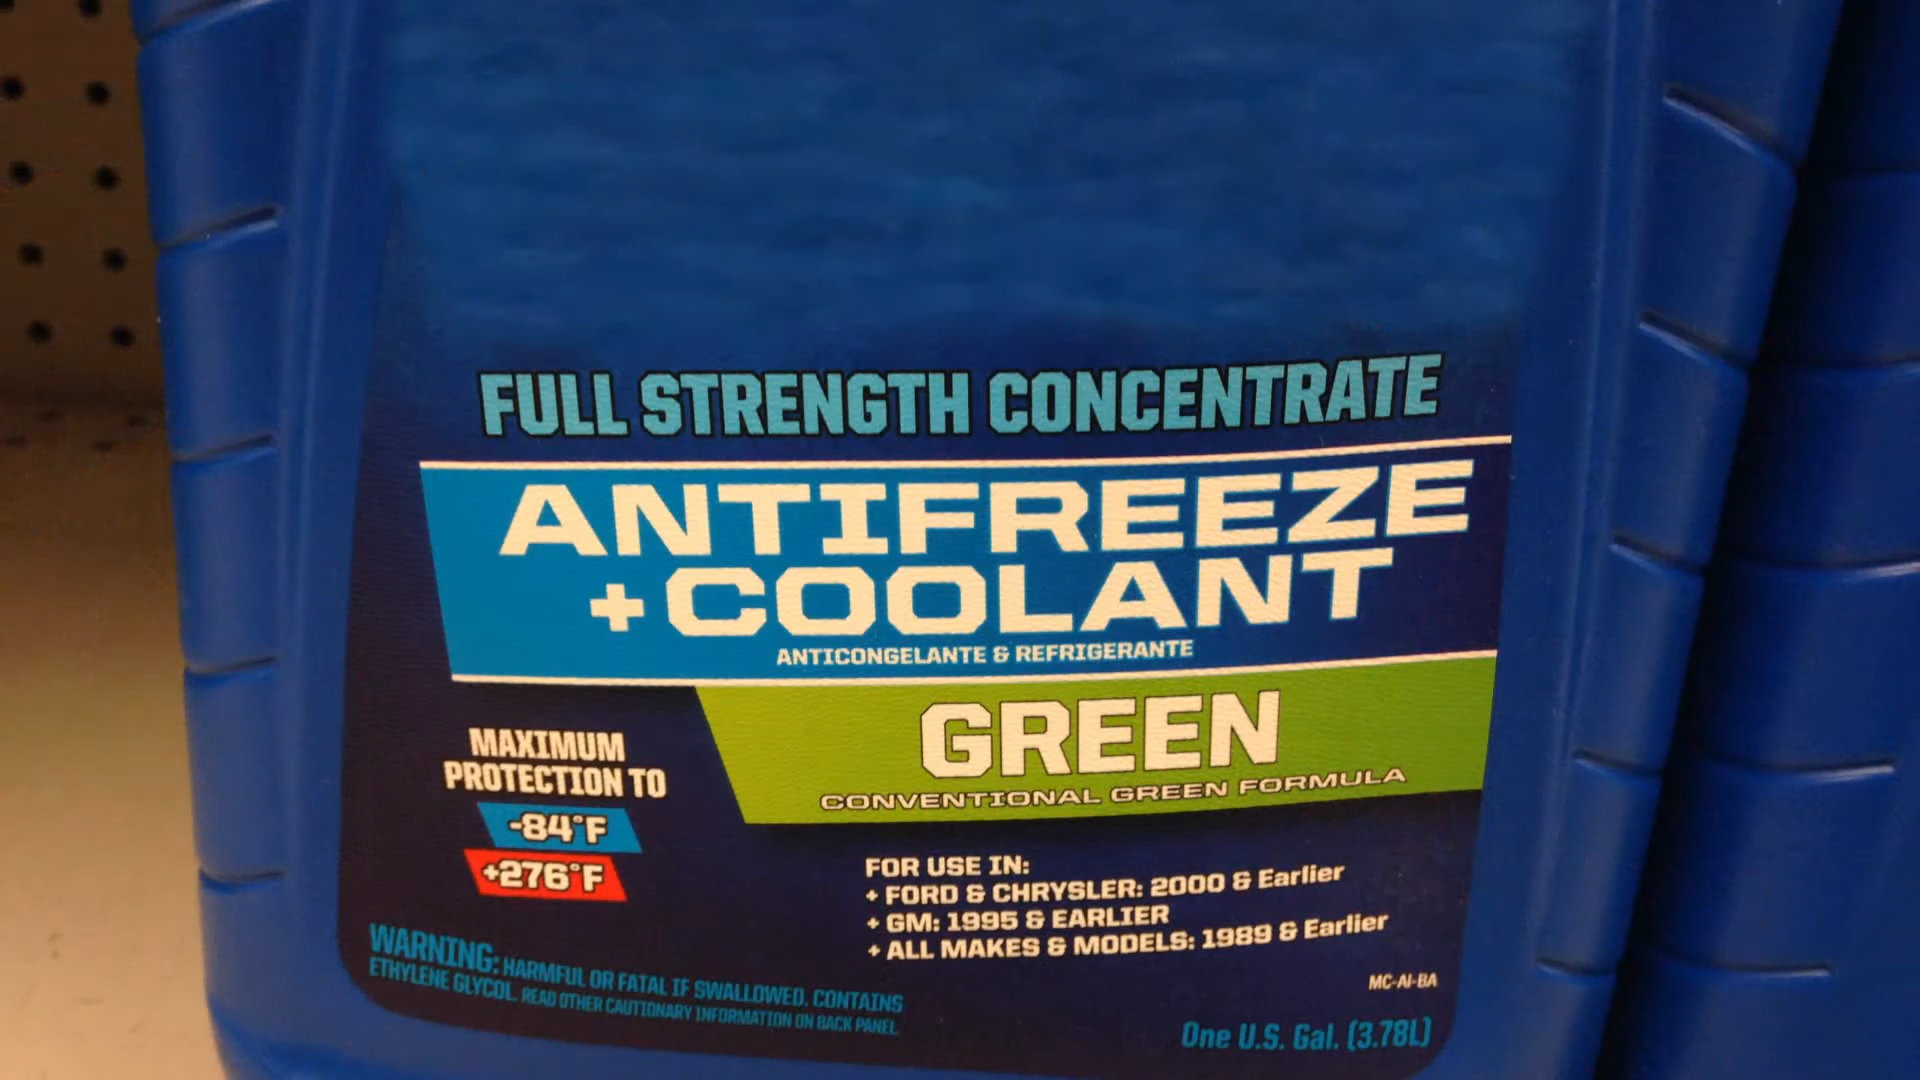 FULL STRENGTH CONCENTRATE
ANTIFREEZE
+COOLANT
ANTICONGELANTE & REFRIGERANTE
GREEN
CONVENTIONAL GREEN FORMULA
MAXIMUM
PROTECTION TO
-84°F
+276°F
FOR USE IN:
+ FORD & CHRYSLER: 2000 & Earlier
+ GM: 1995 & EARLIER
+ ALL MAKES & MODELS: 1989 & Earlier
MC-AI-BA
WARNING: HARMFUL OR FATAL IF SWALLOWED. CONTAINS
ETHYLENE GLYCOL. READ OTHER CAUTIONARY INFORMATION ON BACK PANEL
One U.S. Gal. (3.78L)